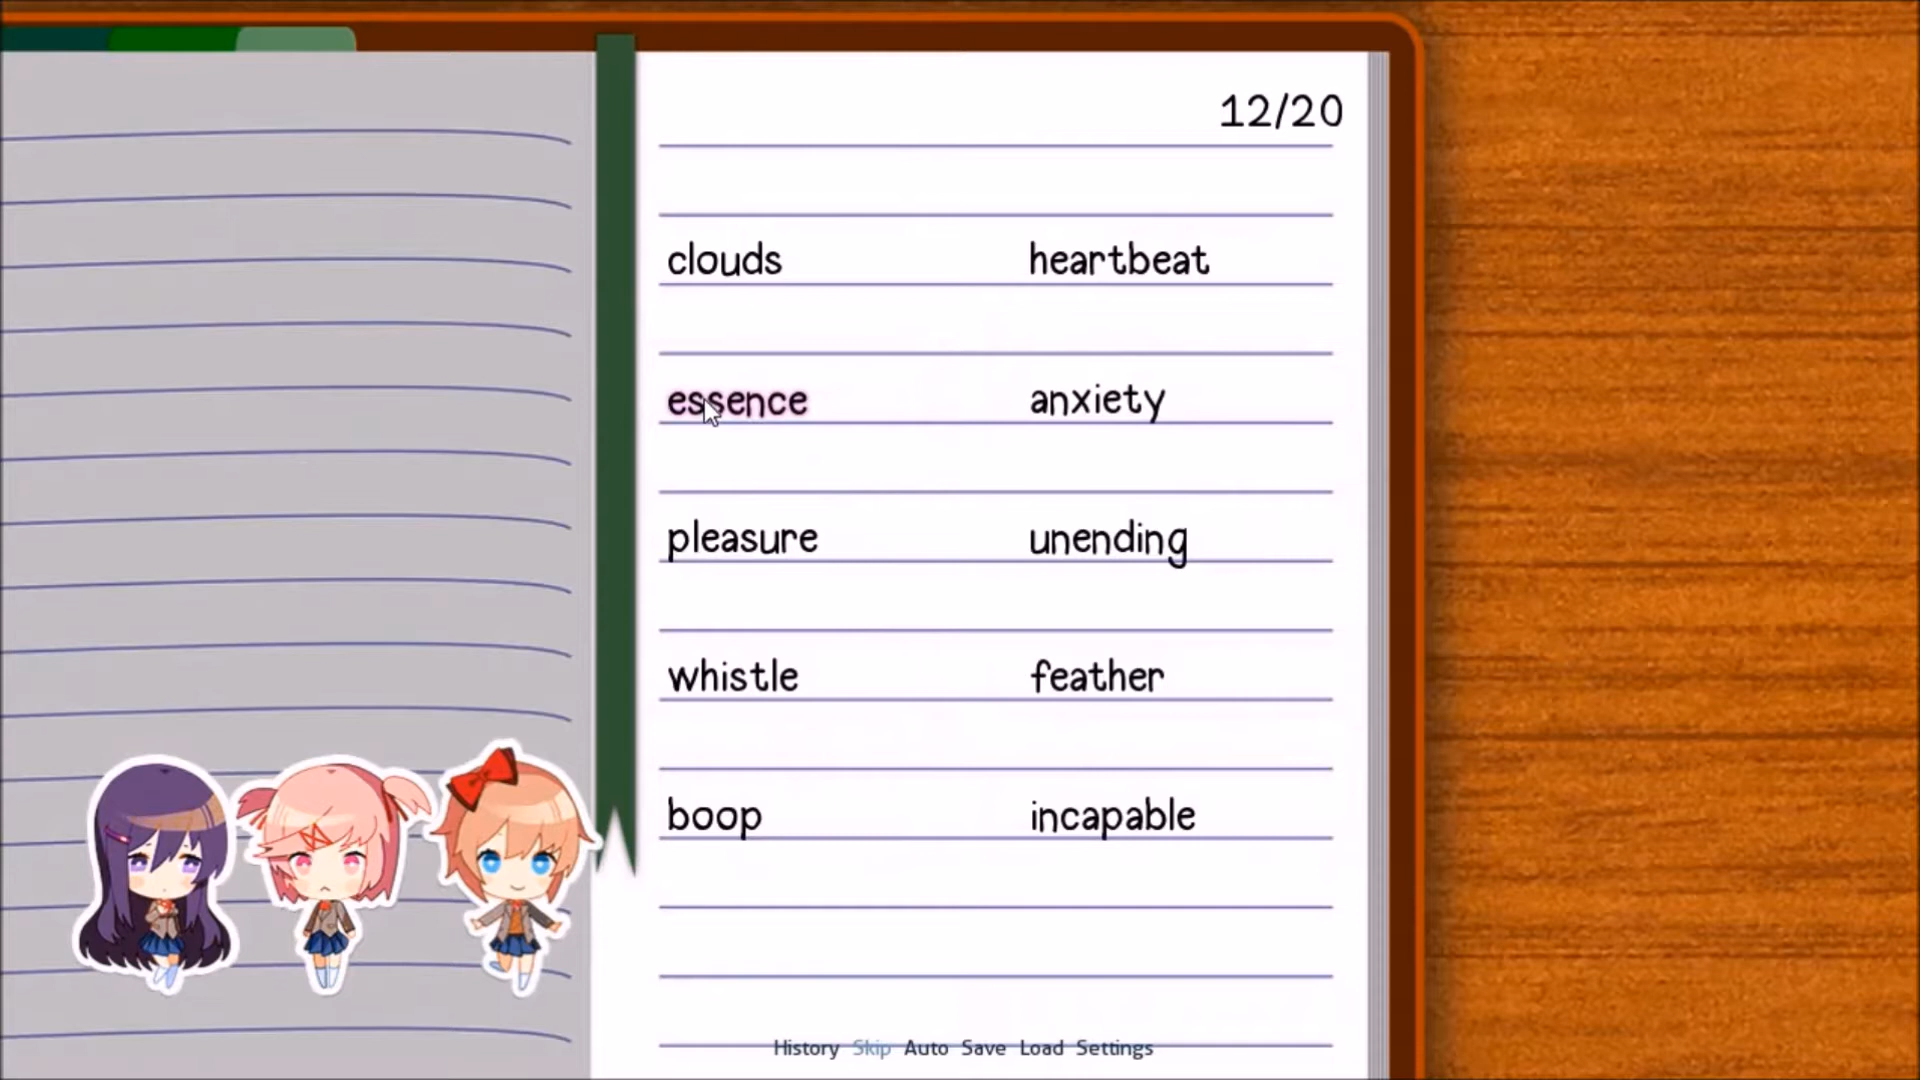 12/20
clouds heartbeat
essence anxiety
pleasure unending
whistle feather
boop incapable
History Skip Auto Save Load Settings